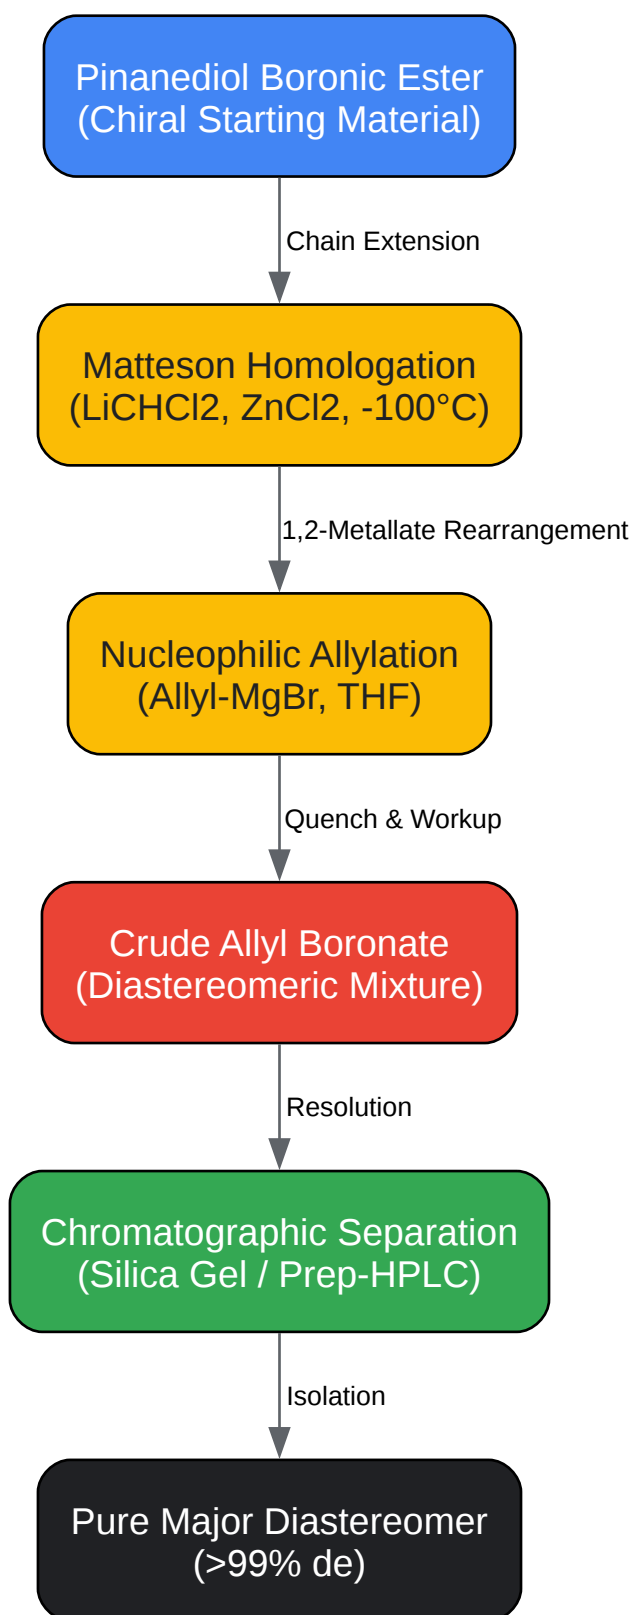 Pinanediol Boronic Ester
(Chiral Starting Material)
Chain Extension
Matteson Homologation
(LiCHCl2, ZnCl2, -100°C)
1,2-Metallate Rearrangement
Nucleophilic Allylation
(Allyl-MgBr, THF)
Quench & Workup
Crude Allyl Boronate
(Diastereomeric Mixture)
Resolution
Chromatographic Separation
(Silica Gel / Prep-HPLC)
Isolation
Pure Major Diastereomer
(>99% de)